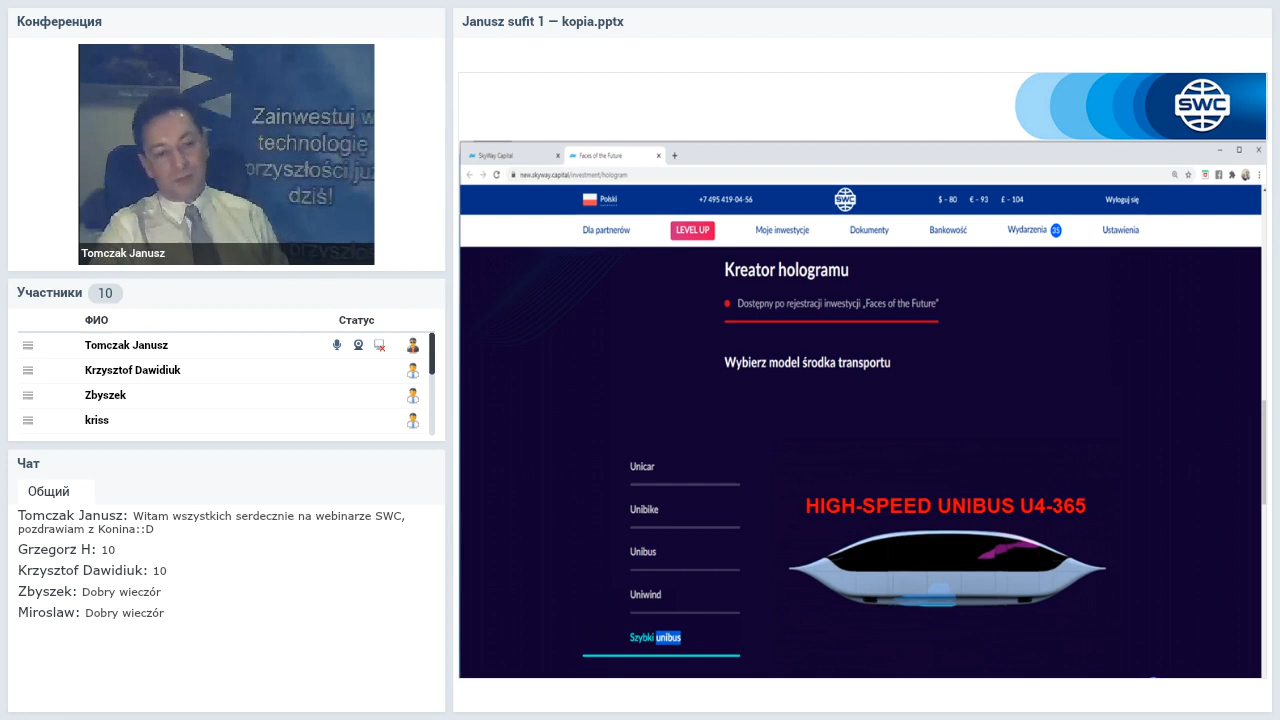 Конференция
Zainwestuj w
technologię
przyszłości już
dziś!
Tomczak Janusz
Участники 10
ФИО Статус
Tomczak Janusz
Krzysztof Dawidiuk
Zbyszek
kriss
Чат
Общий
Tomczak Janusz: Witam wszystkich serdecznie na webinarze SWC,
pozdrawiam z Konina::D
Grzegorz H: 10
Krzysztof Dawidiuk: 10
Zbyszek: Dobry wieczór
Miroslaw: Dobry wieczór
Janusz sufit 1 — kopia.pptx
SWC
SkyWay Capital
Faces of the Future
new.skyway.capital/investment/hologram
Polski +7 495 419-04-56 SWC $ – 80 € – 93 £ – 104 Wyloguj się
Dla partnerów LEVEL UP Moje inwestycje Dokumenty Bankowość Wydarzenia 35 Ustawienia
Kreator hologramu
Dostępny po rejestracji inwestycji „Faces of the Future”
Wybierz model środka transportu
Unicar
Unibike
Unibus
Uniwind
Szybki unibus
HIGH-SPEED UNIBUS U4-365